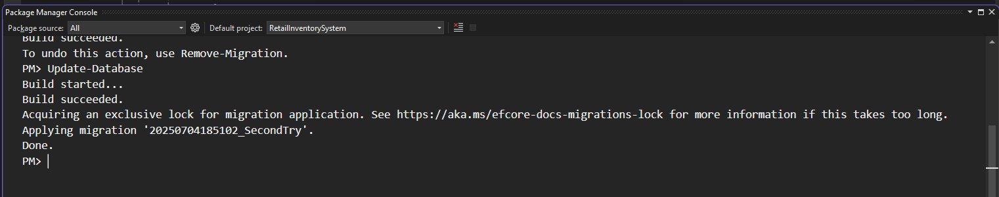 Package Manager Console
Package source: All Default project: RetailInventorySystem
Build succeeded.
To undo this action, use Remove-Migration.
PM> Update-Database
Build started...
Build succeeded.
Acquiring an exclusive lock for migration application. See https://aka.ms/efcore-docs-migrations-lock for more information if this takes too long.
Applying migration '20250704185102_SecondTry'.
Done.
PM>